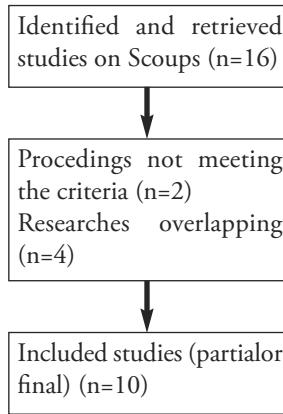 Identified and retrieved
studies on Scoups (n=16)
Procedings not meeting
the criteria (n=2)
Researches overlapping
(n=4)
Included studies (partialor
final) (n=10)